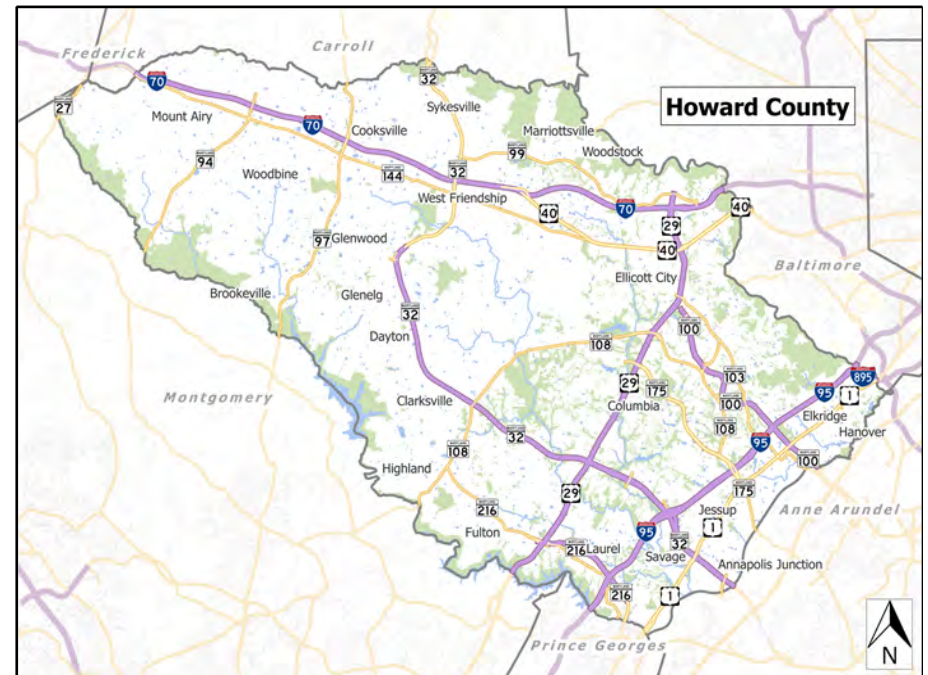 Frederick
Carroll
70
32
27
Sykesville
Howard County
Mount Airy
70
Cooksville
Marriottsville
99
Woodstock
94
32
Woodbine
144
West Friendship
40
70
40
29
97
Glenwood
40
Ellicott City
Baltimore
Brookeville
Glenelg
32
100
Dayton
108
103
895
Montgomery
29
175
95
1
Clarksville
Columbia
100
Elkridge
32
108
95
Hanover
108
100
Highland
29
175
216
Jessup
Anne Arundel
Fulton
95
1
216
Laurel
Savage
32
Annapolis Junction
216
1
Prince Georges
N